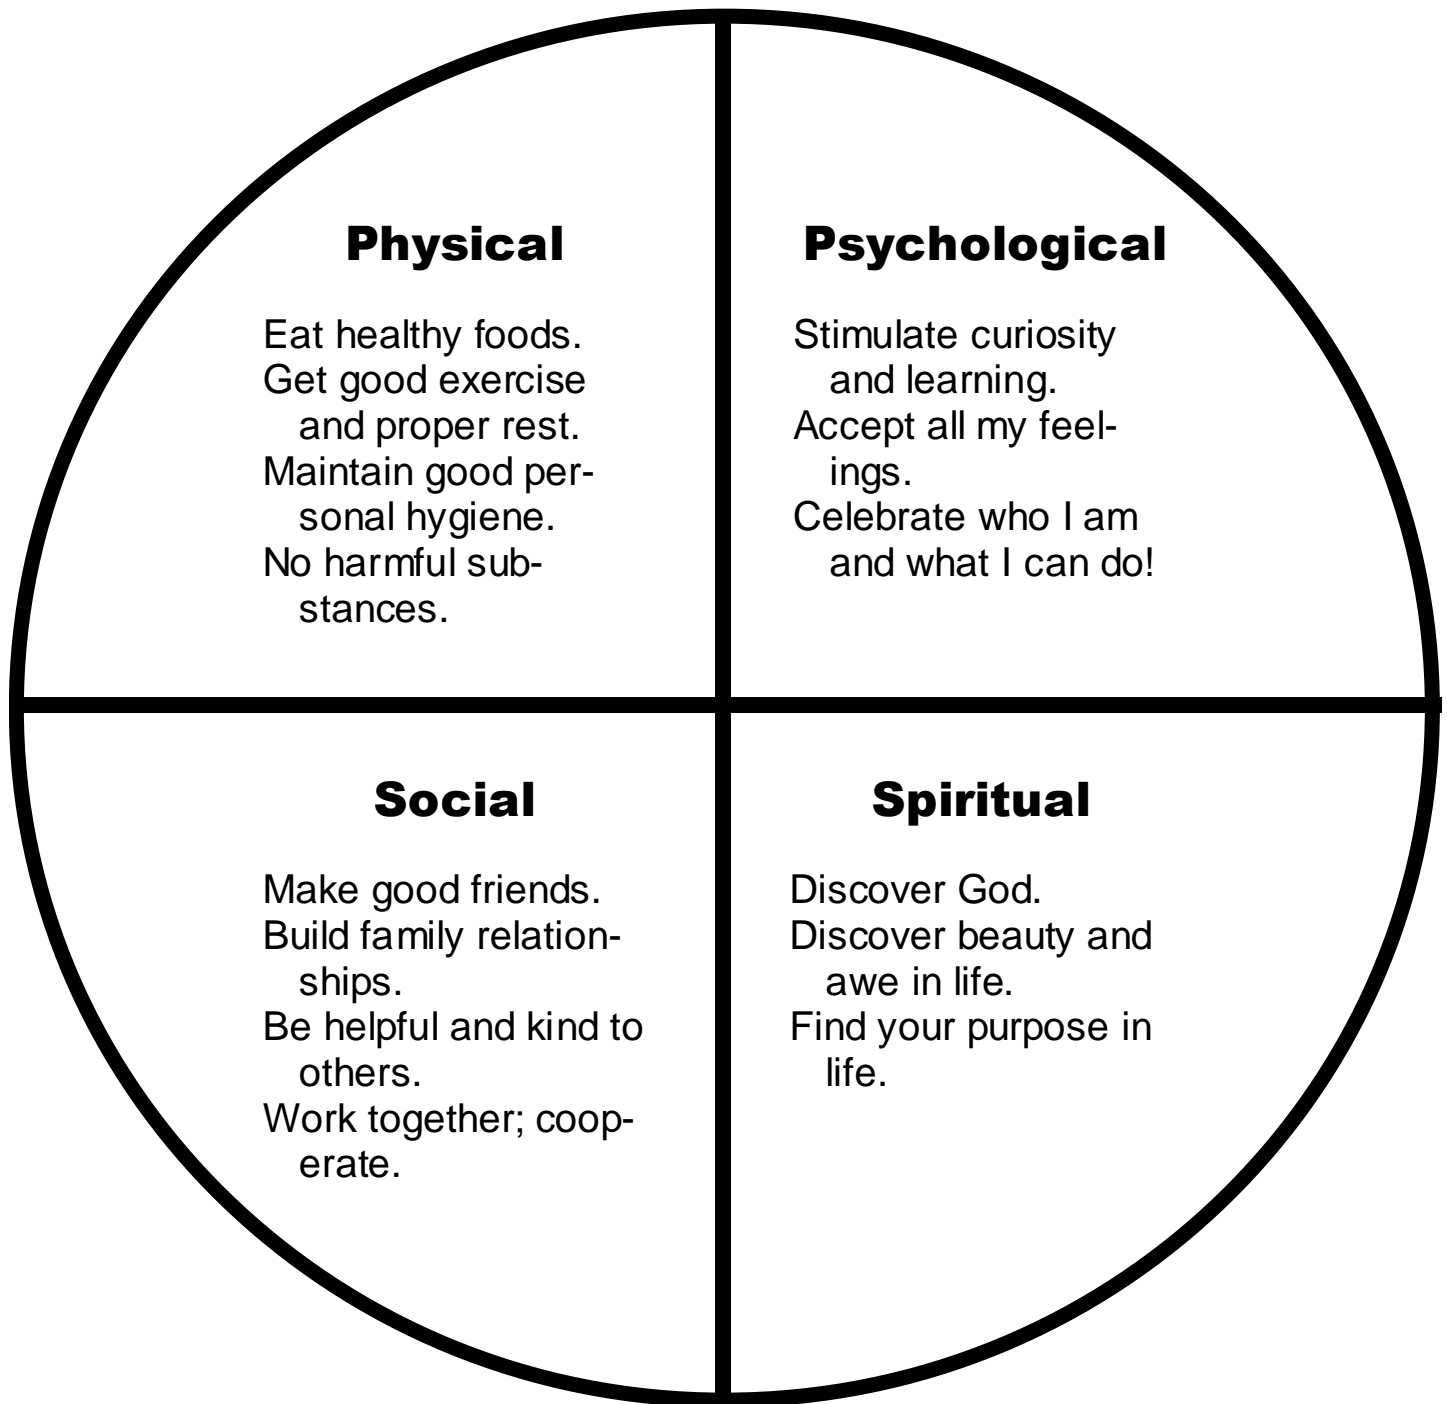 Physical
Eat healthy foods.
Get good exercise
and proper rest.
Maintain good per-
sonal hygiene.
No harmful sub-
stances.
Psychological
Stimulate curiosity
and learning.
Accept all my feel-
ings.
Celebrate who I am
and what I can do!
Social
Make good friends.
Build family relation-
ships.
Be helpful and kind to
others.
Work together; coop-
erate.
Spiritual
Discover God.
Discover beauty and
awe in life.
Find your purpose in
life.